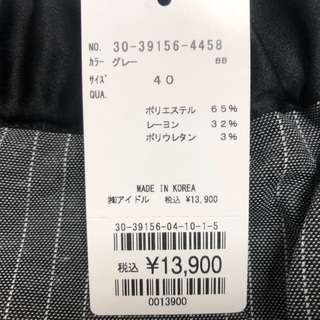 NO. 30-39156-4458
カラー グレー BB
サイズ 40
QUA.
ポリエステル 65%
レーヨン 32%
ポリウレタン 3%
MADE IN KOREA
㈱アイドル 税込 ¥13,900
30-39156-04-10-1-5
税込 ¥13,900
0013900